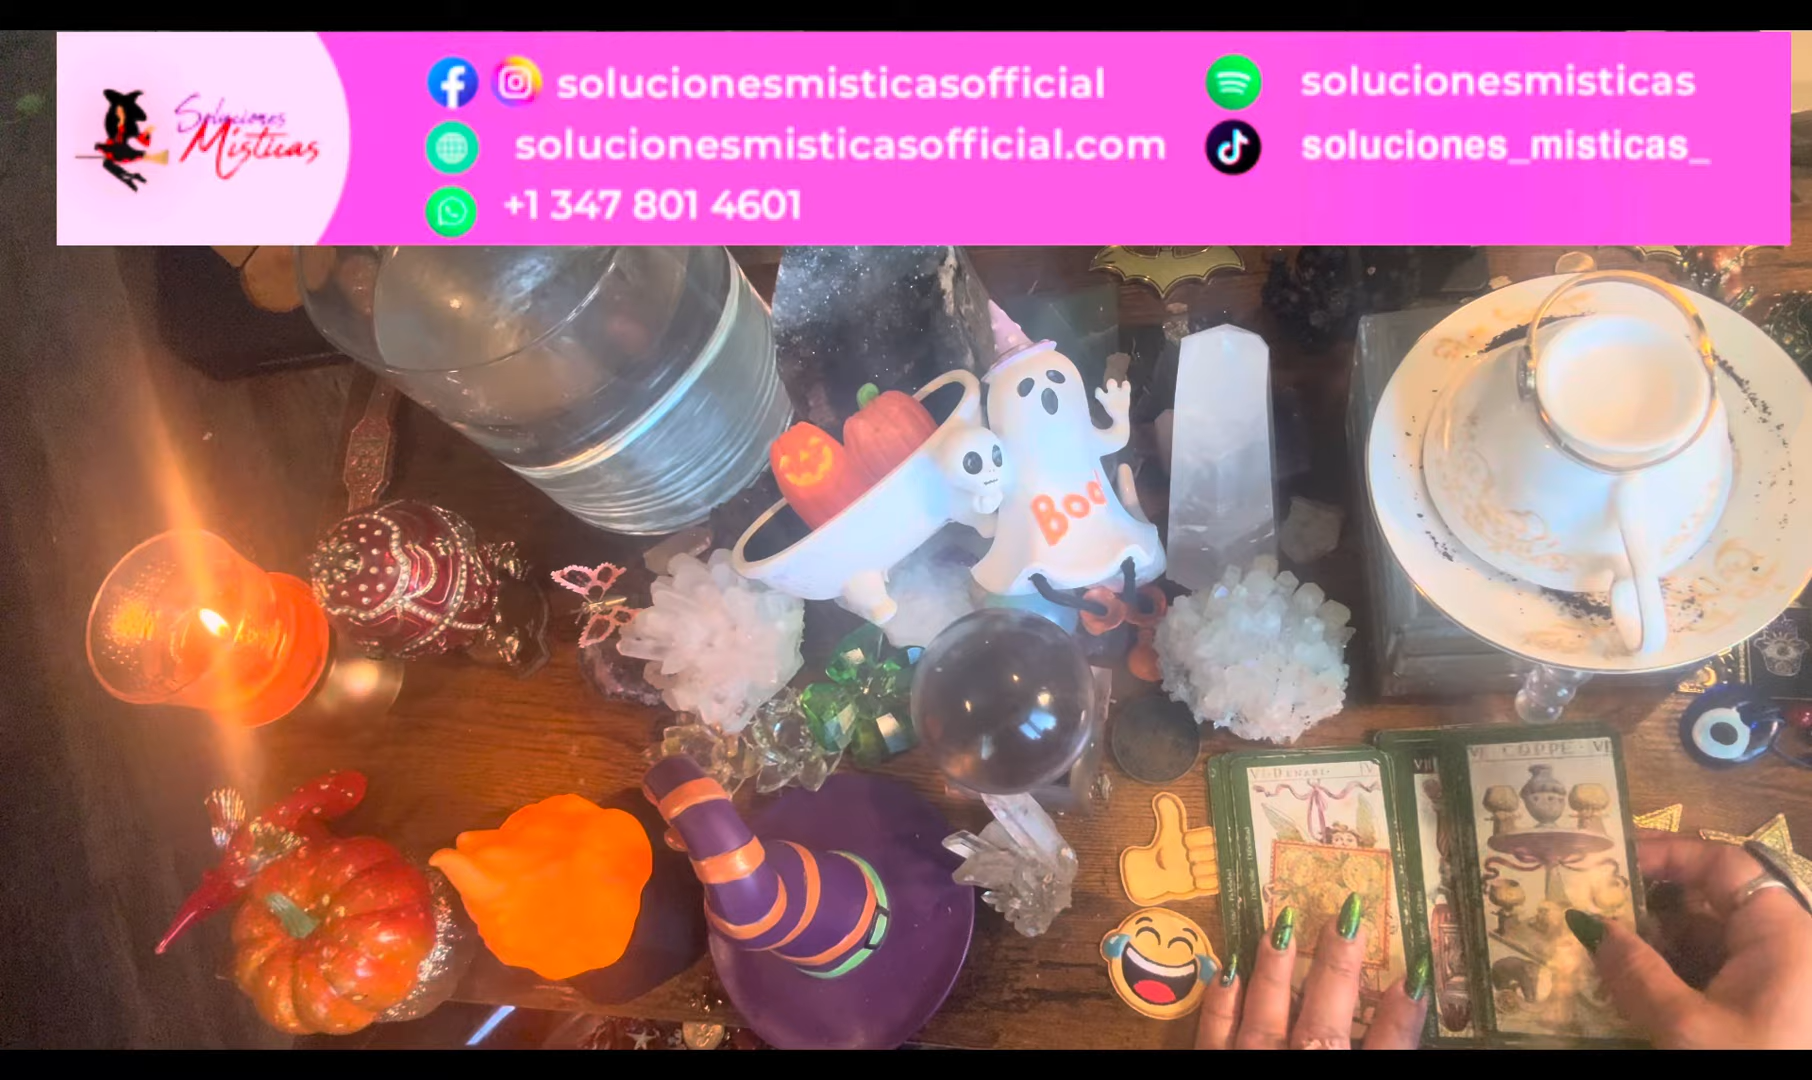 Soluciones
Misticas
solucionesmisticasofficial
solucionesmisticas
solucionesmisticasofficial.com
soluciones_misticas_
+1 347 801 4601
Boo
VI COPPE VI